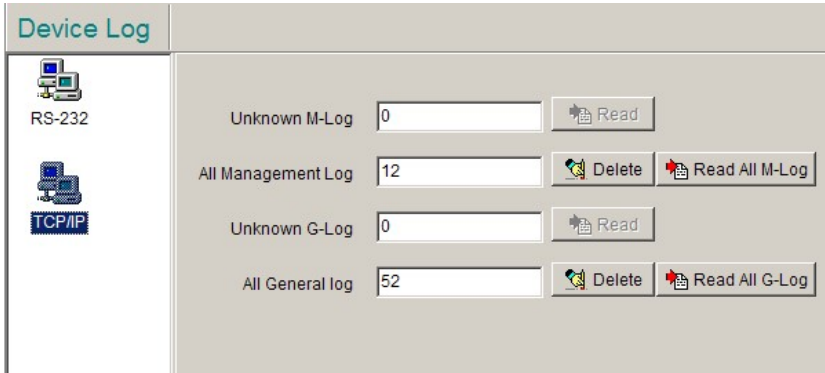 Device Log
RS-232
TCP/IP
Unknown M-Log 0 Read
All Management Log 12 Delete Read All M-Log
Unknown G-Log 0 Read
All General log 52 Delete Read All G-Log